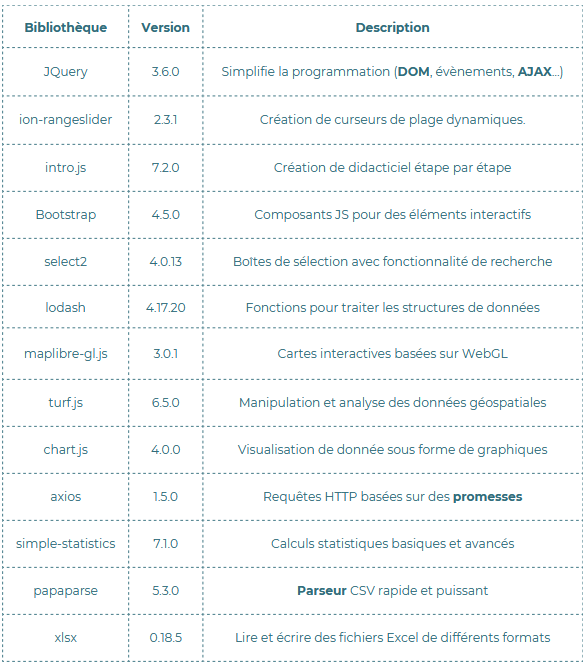 Bibliothèque Version Description
JQuery 3.6.0 Simplifie la programmation (DOM, évènements, AJAX...)
ion-rangeslider 2.3.1 Création de curseurs de plage dynamiques.
intro.js 7.2.0 Création de didacticiel étape par étape
Bootstrap 4.5.0 Composants JS pour des éléments interactifs
select2 4.0.13 Boîtes de sélection avec fonctionnalité de recherche
lodash 4.17.20 Fonctions pour traiter les structures de données
maplibre-gl.js 3.0.1 Cartes interactives basées sur WebGL
turf.js 6.5.0 Manipulation et analyse des données géospatiales
chart.js 4.0.0 Visualisation de donnée sous forme de graphiques
axios 1.5.0 Requêtes HTTP basées sur des promesses
simple-statistics 7.1.0 Calculs statistiques basiques et avancés
papaparse 5.3.0 Parseur CSV rapide et puissant
xlsx 0.18.5 Lire et écrire des fichiers Excel de différents formats